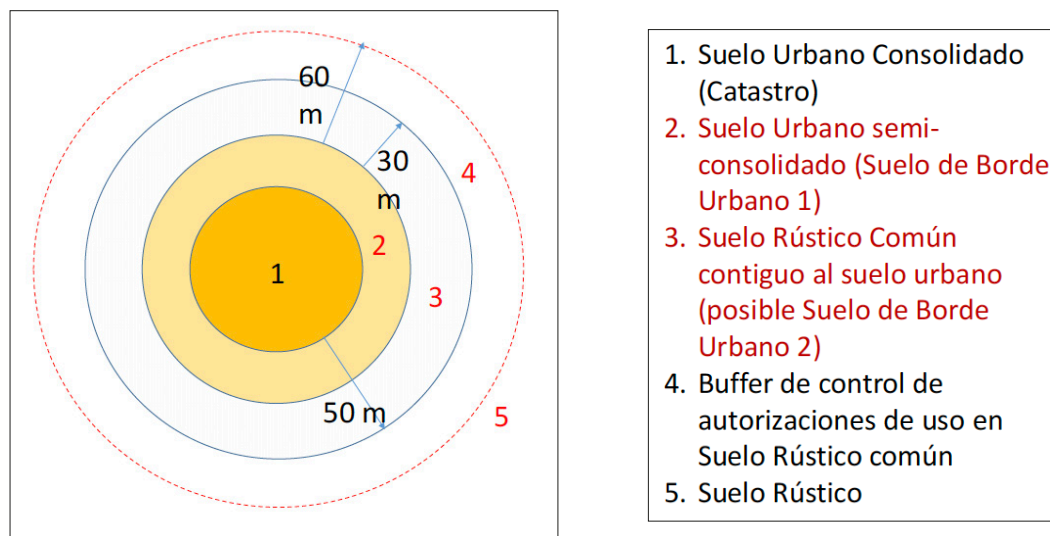 60
m
30
m
4
2
1
3
50 m
5
1. Suelo Urbano Consolidado
(Catastro)
2. Suelo Urbano semi-
consolidado (Suelo de Borde
Urbano 1)
3. Suelo Rústico Común
contiguo al suelo urbano
(posible Suelo de Borde
Urbano 2)
4. Buffer de control de
autorizaciones de uso en
Suelo Rústico común
5. Suelo Rústico